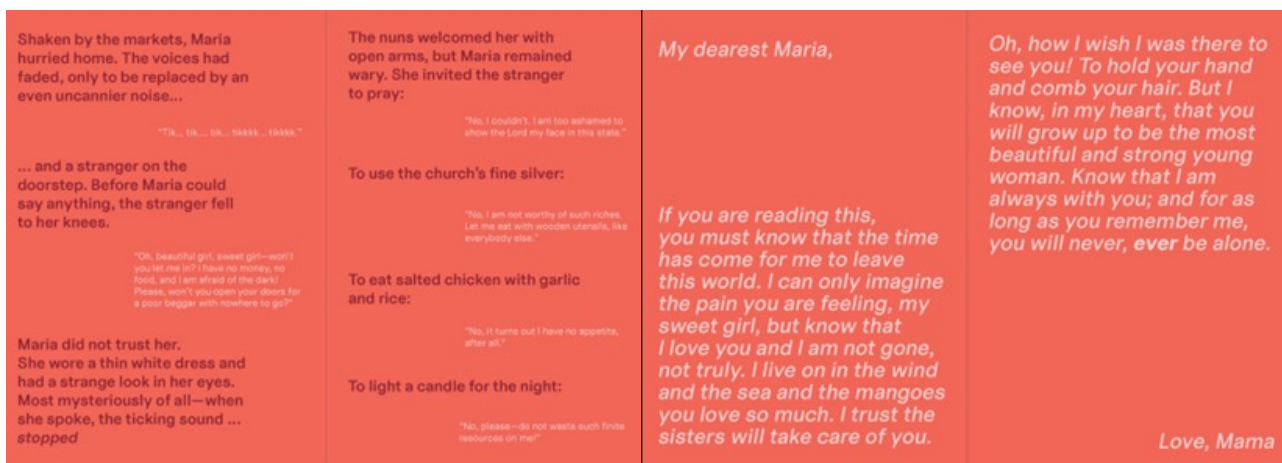 Shaken by the markets, Maria
hurried home. The voices had
faded, only to be replaced by an
even uncannier noise...
"Tik... tik.... tik... tikkkk... tikkkk."
... and a stranger on the
doorstep. Before Maria could
say anything, the stranger fell
to her knees.
"Oh, beautiful girl, sweet girl—won't
you let me in? I have no money, no
food, and I am afraid of the dark!
Please, won't you open your doors for
a poor beggar with nowhere to go?"
Maria did not trust her.
She wore a thin white dress and
had a strange look in her eyes.
Most mysteriously of all—when
she spoke, the ticking sound ...
stopped
The nuns welcomed her with
open arms, but Maria remained
wary. She invited the stranger
to pray:
"No, I couldn't. I am too ashamed to
show the Lord my face in this state."
To use the church's fine silver:
"No, I am not worthy of such riches.
Let me eat with wooden utensils, like
everybody else."
To eat salted chicken with garlic
and rice:
"No, it turns out I have no appetite,
after all."
To light a candle for the night:
"No, please—do not waste such finite
resources on me!"
My dearest Maria,
If you are reading this,
you must know that the time
has come for me to leave
this world. I can only imagine
the pain you are feeling, my
sweet girl, but know that
I love you and I am not gone,
not truly. I live on in the wind
and the sea and the mangoes
you love so much. I trust the
sisters will take care of you.
Oh, how I wish I was there to
see you! To hold your hand
and comb your hair. But I
know, in my heart, that you
will grow up to be the most
beautiful and strong young
woman. Know that I am
always with you; and for as
long as you remember me,
you will never, ever be alone.
Love, Mama